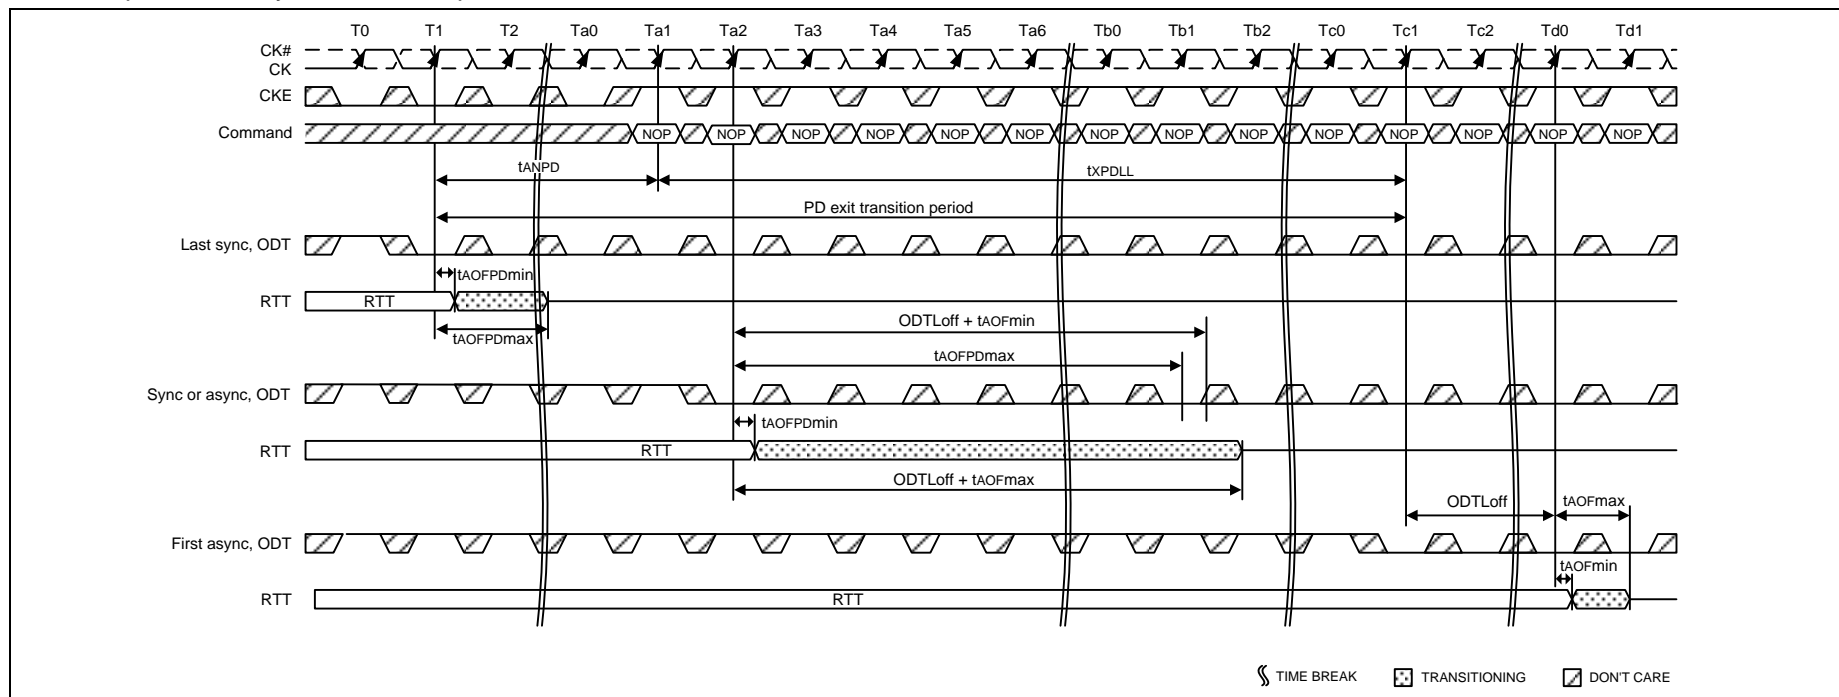 T0 T1 T2 Ta0 Ta1 Ta2 Ta3 Ta4 Ta5 Ta6 Tb0 Tb1 Tb2 Tc0 Tc1 Tc2 Td0 Td1
CK#
CK
CKE
Command NOP NOP NOP NOP NOP NOP NOP NOP NOP NOP NOP NOP NOP NOP
tANPD tXPDLL
PD exit transition period
Last sync, ODT
tAOFPDmin
RTT RTT
tAOFPDmax
ODTLoff + tAOFmin
tAOFPDmax
Sync or async, ODT
tAOFPDmin
RTT RTT
ODTLoff + tAOFmax
ODTLoff tAOFmax
First async, ODT
tAOFmin
RTT RTT
TIME BREAK TRANSITIONING DON'T CARE